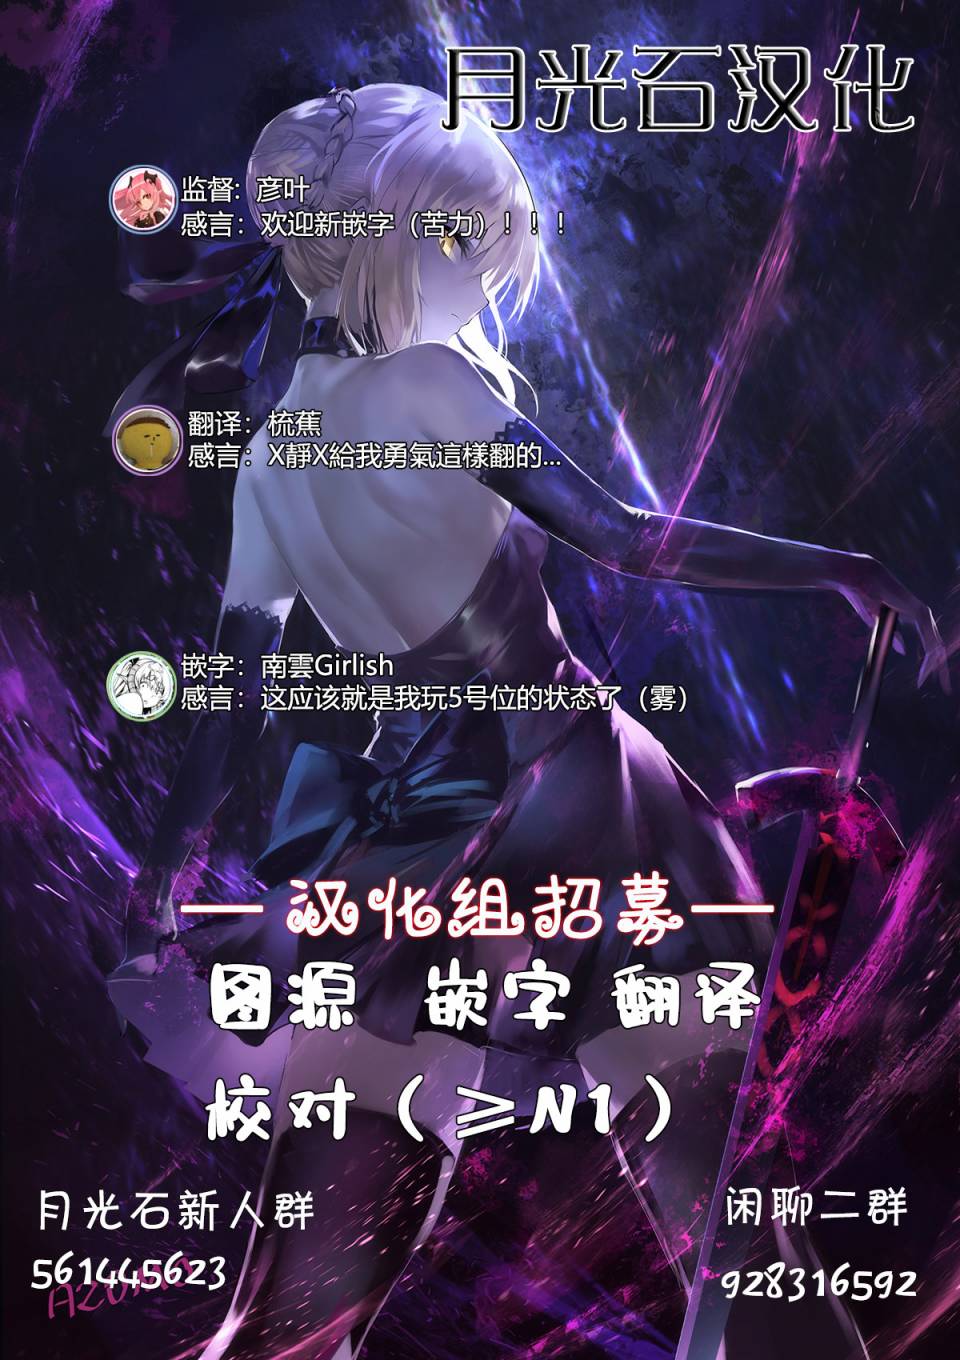 月光石汉化
监督：彦叶
感言：欢迎新嵌字（苦力）！！！
翻译：梳蕉
感言：X靜X給我勇氣這樣翻的...
嵌字：南雲Girlish
感言：这应该就是我玩5号位的状态了（雾）
—汉化组招募—
图源 嵌字 翻译
校对（≥N1）
月光石新人群
561445623
闲聊二群
928316592